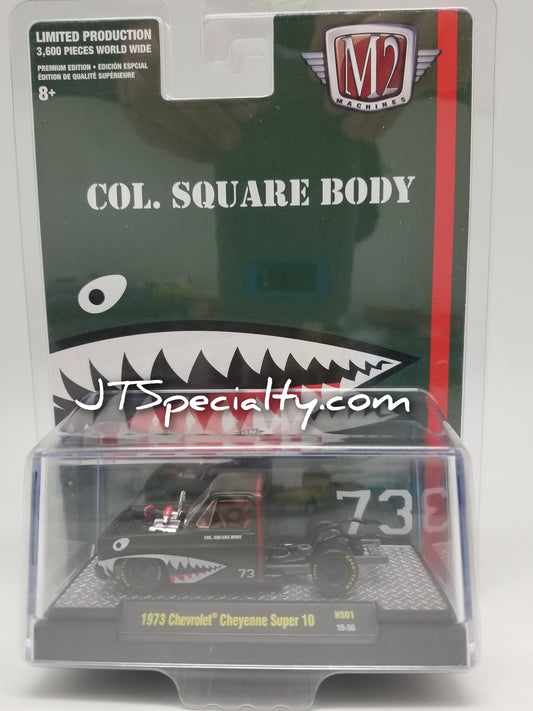 LIMITED PRODUCTION
3,600 PIECES WORLD WIDE
PREMIUM EDITION • EDICIÓN ESPCIAL
ÉDITION DE QUALITÉ SUPÉRIEURE
8+
M2
MACHINES
COL. SQUARE BODY
JTSpecialty.com
73
COL. SQUARE BODY
73
1973 Chevrolet® Cheyenne Super 10
HS01
18-56